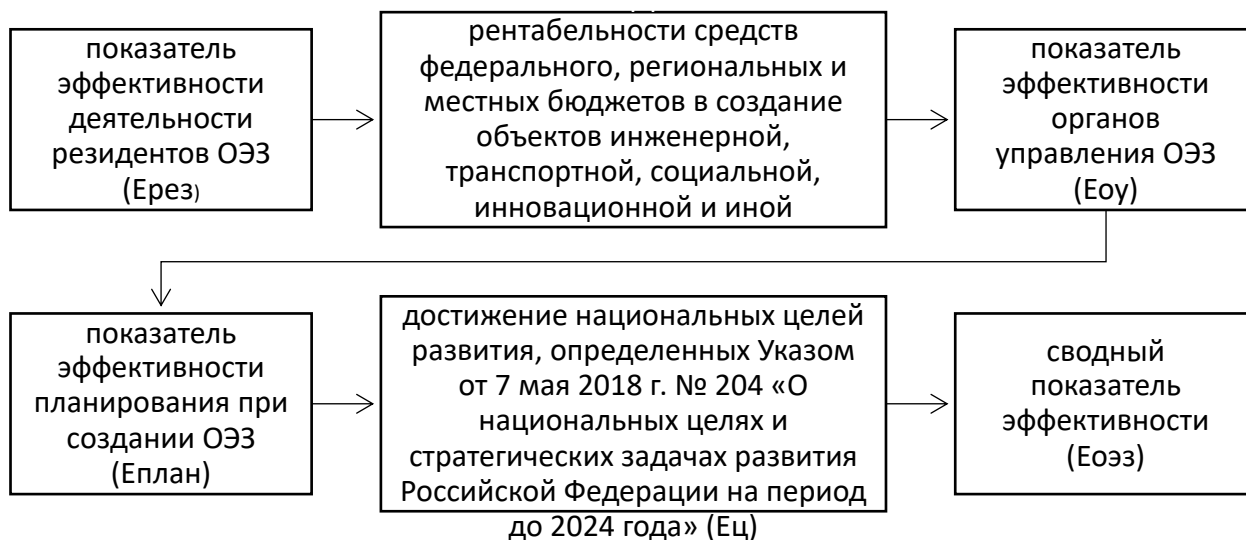 показатель
эффективности
деятельности
резидентов ОЭЗ
(Ерез)
рентабельности средств
федерального, региональных и
местных бюджетов в создание
объектов инженерной,
транспортной, социальной,
инновационной и иной
показатель
эффективности
органов
управления ОЭЗ
(Еоу)
показатель
эффективности
планирования при
создании ОЭЗ
(Еплан)
достижение национальных целей
развития, определенных Указом
от 7 мая 2018 г. № 204 «О
национальных целях и
стратегических задачах развития
Российской Федерации на период
до 2024 года» (Ец)
сводный
показатель
эффективности
(Еоэз)